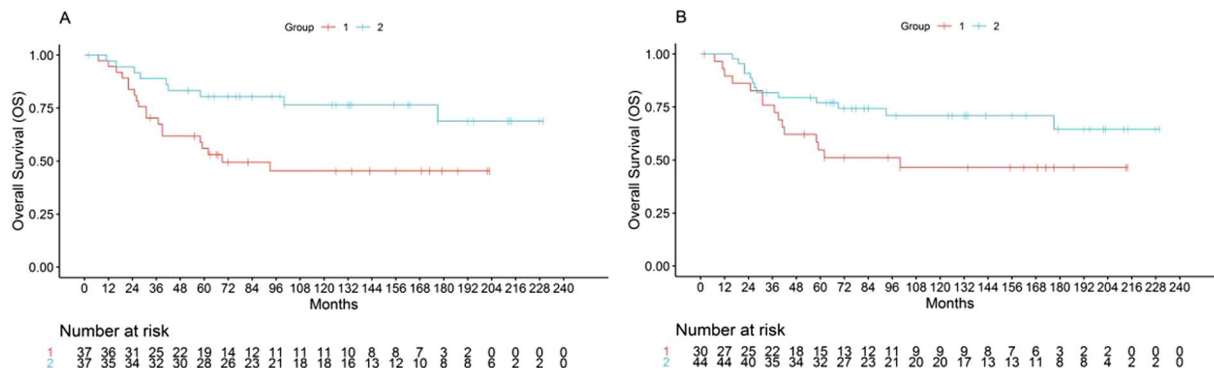 A
Group 1 2
1.00
0.75
0.50
0.25
0.00
Overall Survival (OS)
0 12 24 36 48 60 72 84 96 108 120 132 144 156 168 180 192 204 216 228 240
Months
Number at risk
1 37 36 31 25 22 19 14 12 11 11 11 10 8 8 7 3 2 0 0 0 0
2 37 35 34 32 30 28 26 23 21 18 18 16 13 12 10 8 8 6 2 2 0
B
Group 1 2
1.00
0.75
0.50
0.25
0.00
Overall Survival (OS)
0 12 24 36 48 60 72 84 96 108 120 132 144 156 168 180 192 204 216 228 240
Months
Number at risk
1 30 27 25 22 18 15 13 12 11 9 9 9 8 7 6 3 2 2 0 0 0
2 44 44 40 35 34 32 27 23 21 20 20 17 13 13 11 8 8 4 2 2 0